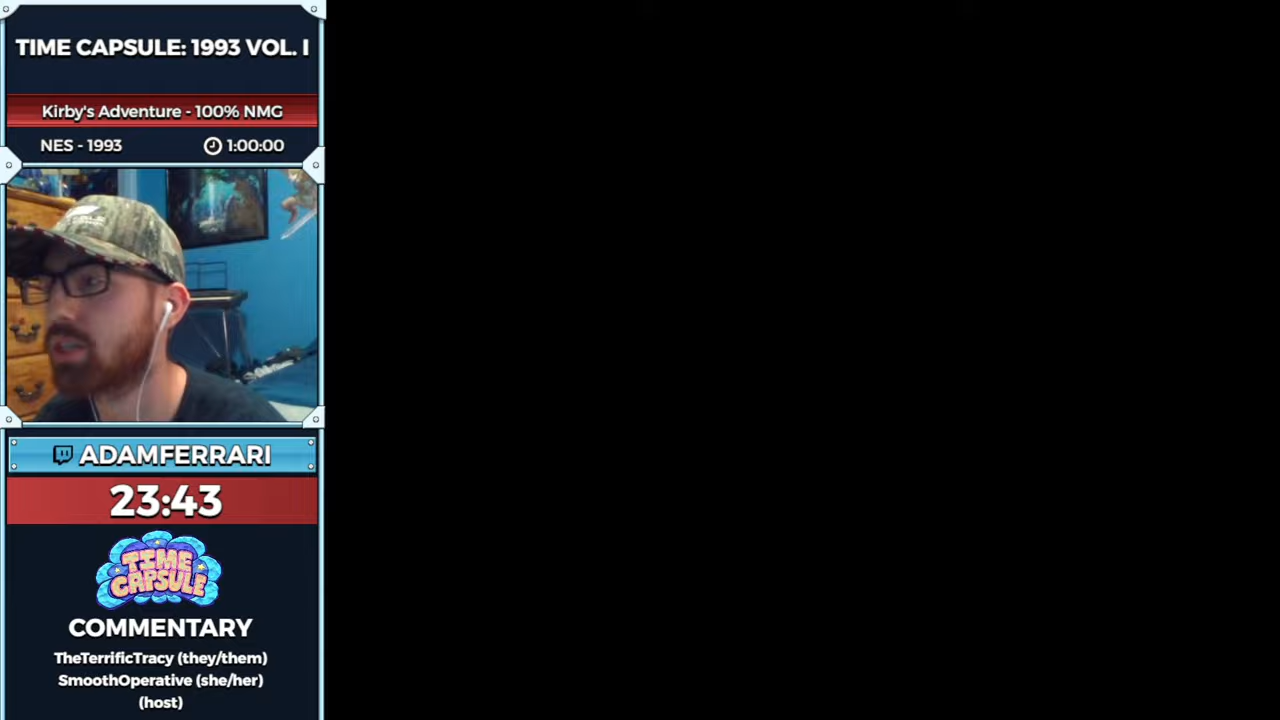 TIME CAPSULE: 1993 VOL. I
Kirby's Adventure - 100% NMG
NES - 1993 1:00:00
ADAMFERRARI
23:43
TIME
CAPSULE
COMMENTARY
TheTerrificTracy (they/them)
SmoothOperative (she/her)
(host)